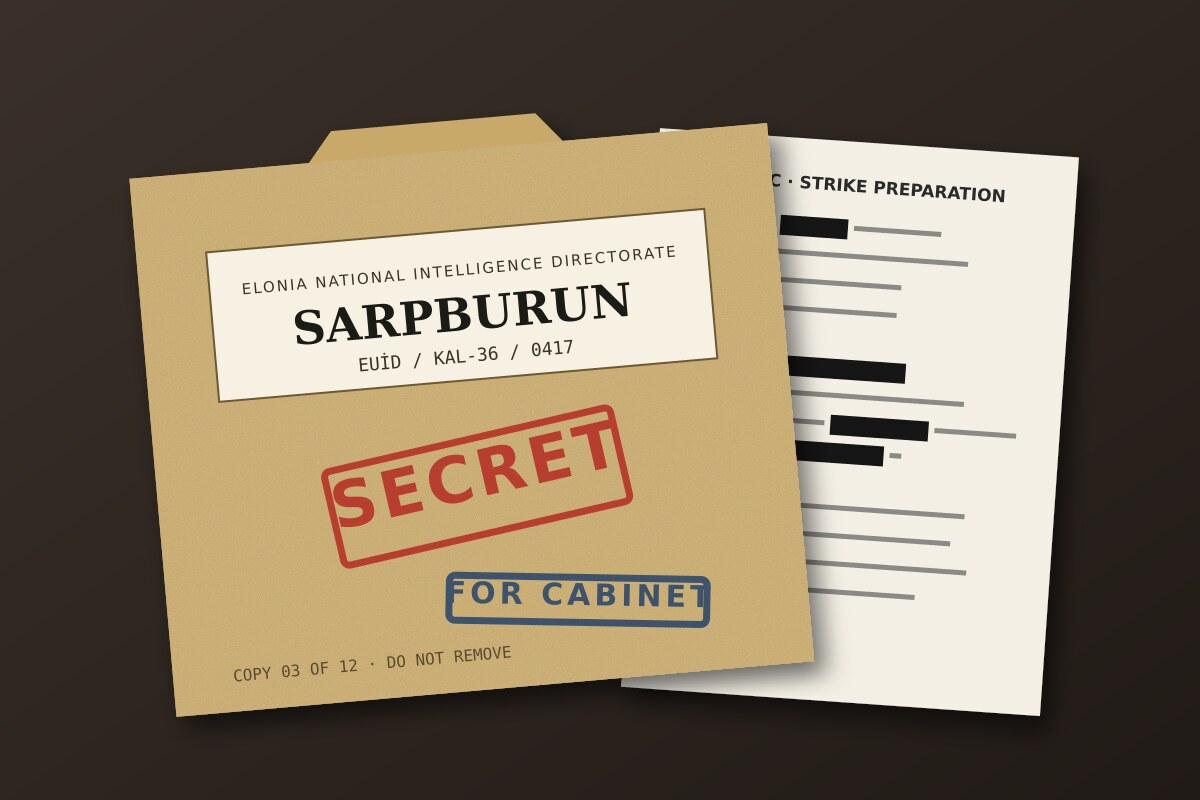 ELONIA NATIONAL INTELLIGENCE DIRECTORATE
SARPBURUN
EUİD / KAL-36 / 0417
SECRET
FOR CABINET
COPY 03 OF 12 · DO NOT REMOVE
C · STRIKE PREPARATION